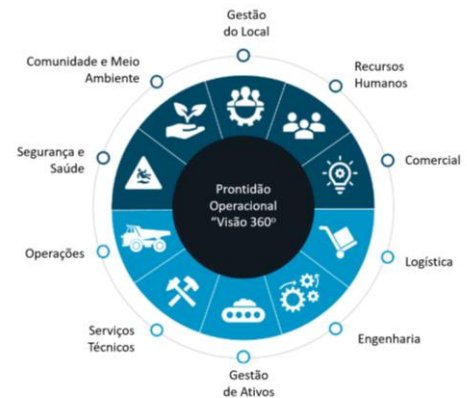 Gestão
do Local
Recursos
Humanos
Comercial
Logística
Engenharia
Gestão
de Ativos
Serviços
Técnicos
Operações
Segurança e
Saúde
Comunidade e Meio
Ambiente
Prontidão
Operacional
"Visão 360º